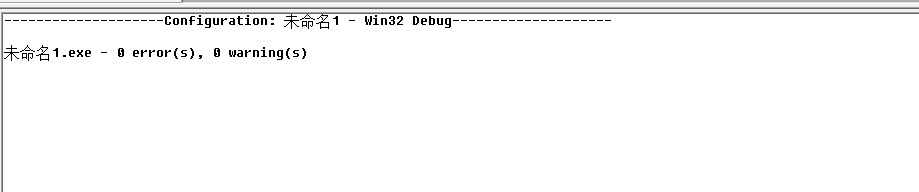 --------------------Configuration: 未命名1 - Win32 Debug--------------------
未命名1.exe - 0 error(s), 0 warning(s)